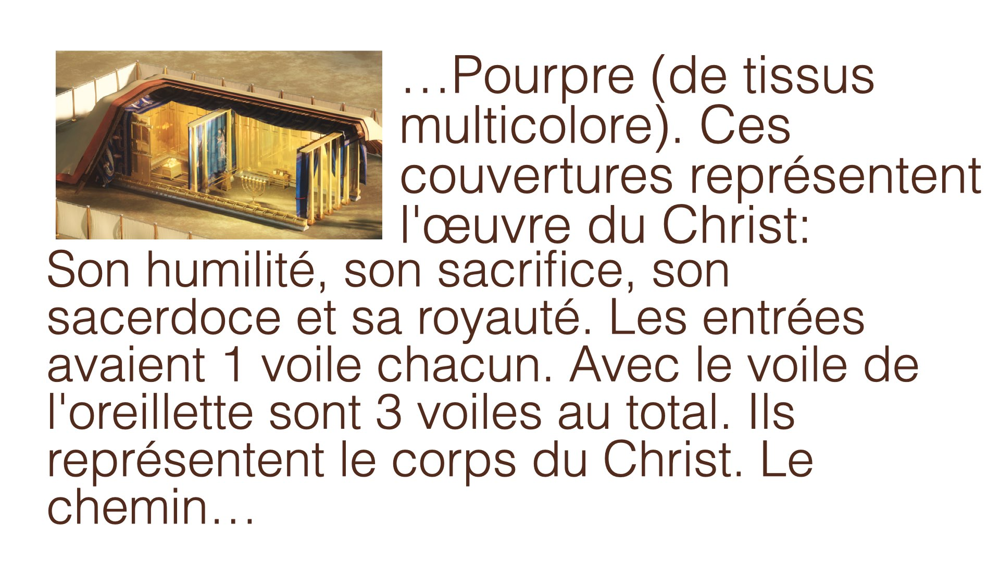 …Pourpre (de tissus
multicolore). Ces
couvertures représentent
l'œuvre du Christ:
Son humilité, son sacrifice, son
sacerdoce et sa royauté. Les entrées
avaient 1 voile chacun. Avec le voile de
l'oreillette sont 3 voiles au total. Ils
représentent le corps du Christ. Le
chemin…